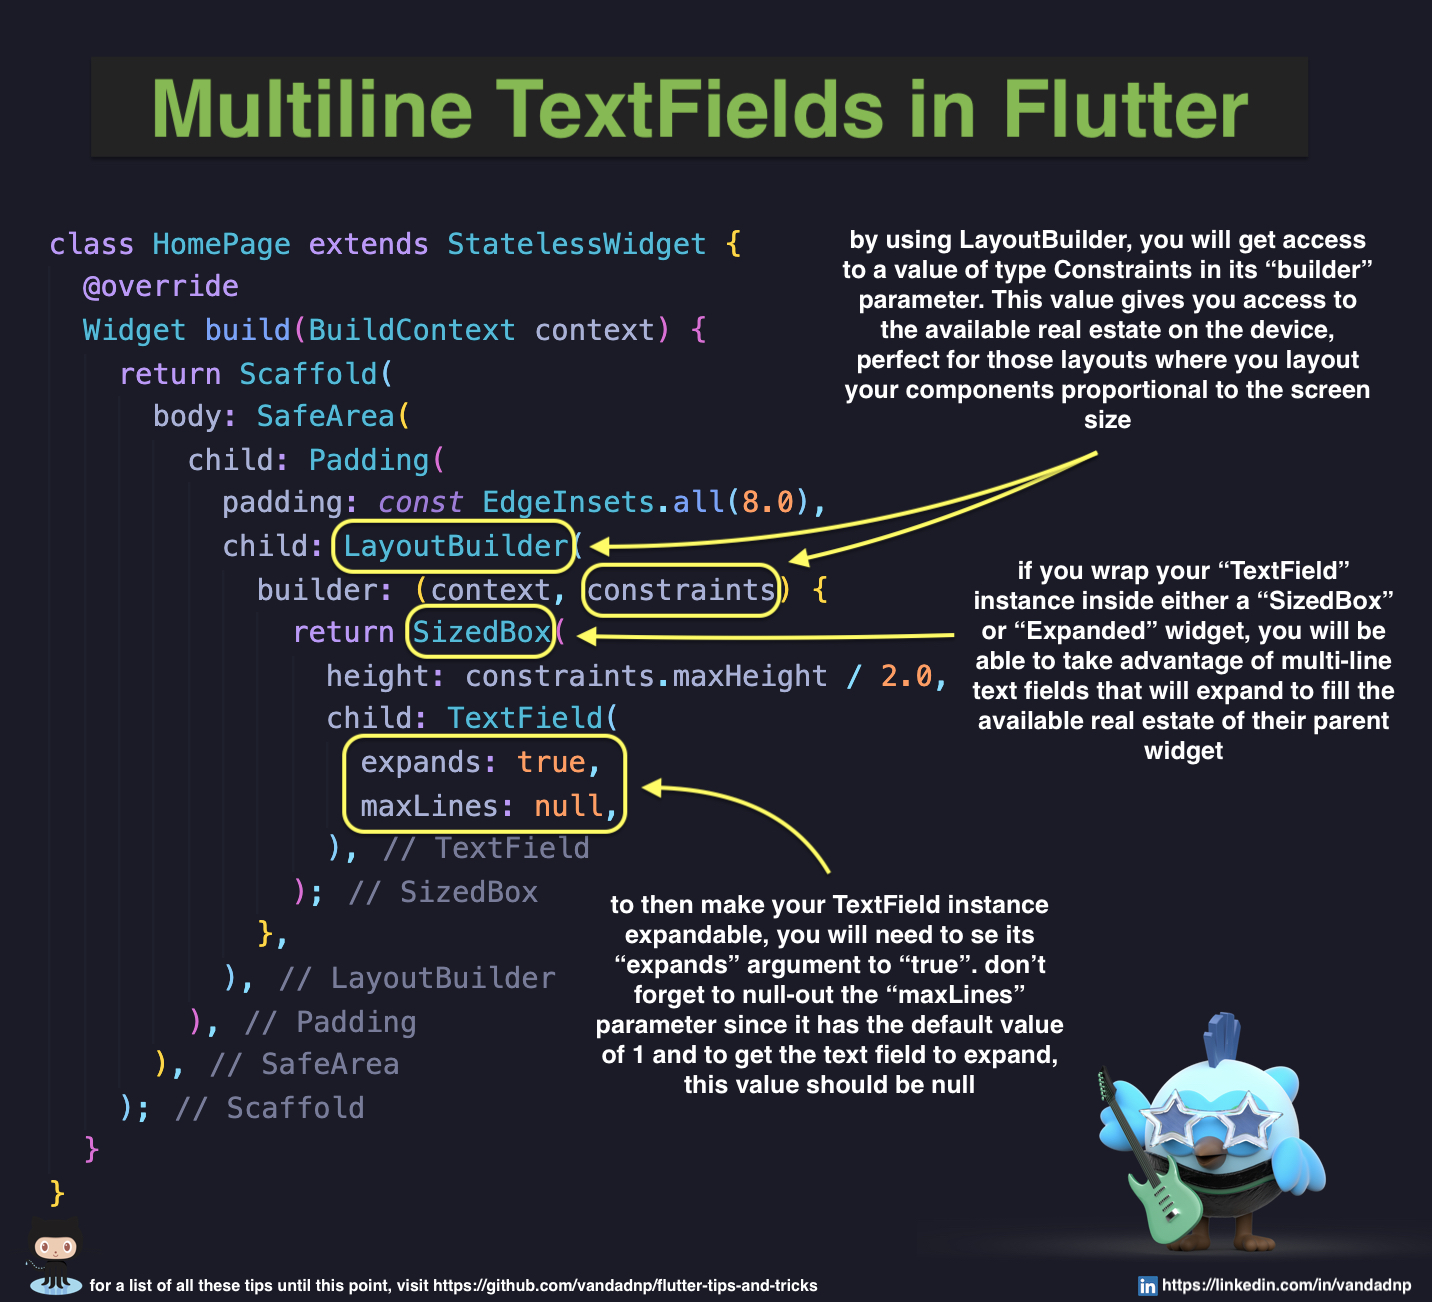 Multiline TextFields in Flutter
class HomePage extends StatelessWidget {
@override
Widget build(BuildContext context) {
return Scaffold(
body: SafeArea(
child: Padding(
padding: const EdgeInsets.all(8.0),
child: LayoutBuilder(
builder: (context, constraints) {
return SizedBox(
height: constraints.maxHeight / 2.0,
child: TextField(
expands: true,
maxLines: null,
), // TextField
); // SizedBox
},
), // LayoutBuilder
), // Padding
), // SafeArea
); // Scaffold
}
}
by using LayoutBuilder, you will get access
to a value of type Constraints in its “builder”
parameter. This value gives you access to
the available real estate on the device,
perfect for those layouts where you layout
your components proportional to the screen
size
if you wrap your “TextField”
instance inside either a “SizedBox”
or “Expanded” widget, you will be
able to take advantage of multi-line
text fields that will expand to fill the
available real estate of their parent
widget
to then make your TextField instance
expandable, you will need to se its
“expands” argument to “true”. don’t
forget to null-out the “maxLines”
parameter since it has the default value
of 1 and to get the text field to expand,
this value should be null
for a list of all these tips until this point, visit https://github.com/vandadnp/flutter-tips-and-tricks
in https://linkedin.com/in/vandadnp